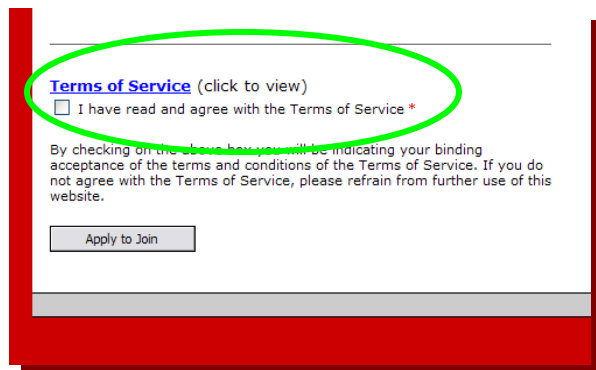 Terms of Service (click to view)
I have read and agree with the Terms of Service *
By checking on the above box you will be indicating your binding
acceptance of the terms and conditions of the Terms of Service. If you do
not agree with the Terms of Service, please refrain from further use of this
website.
Apply to Join